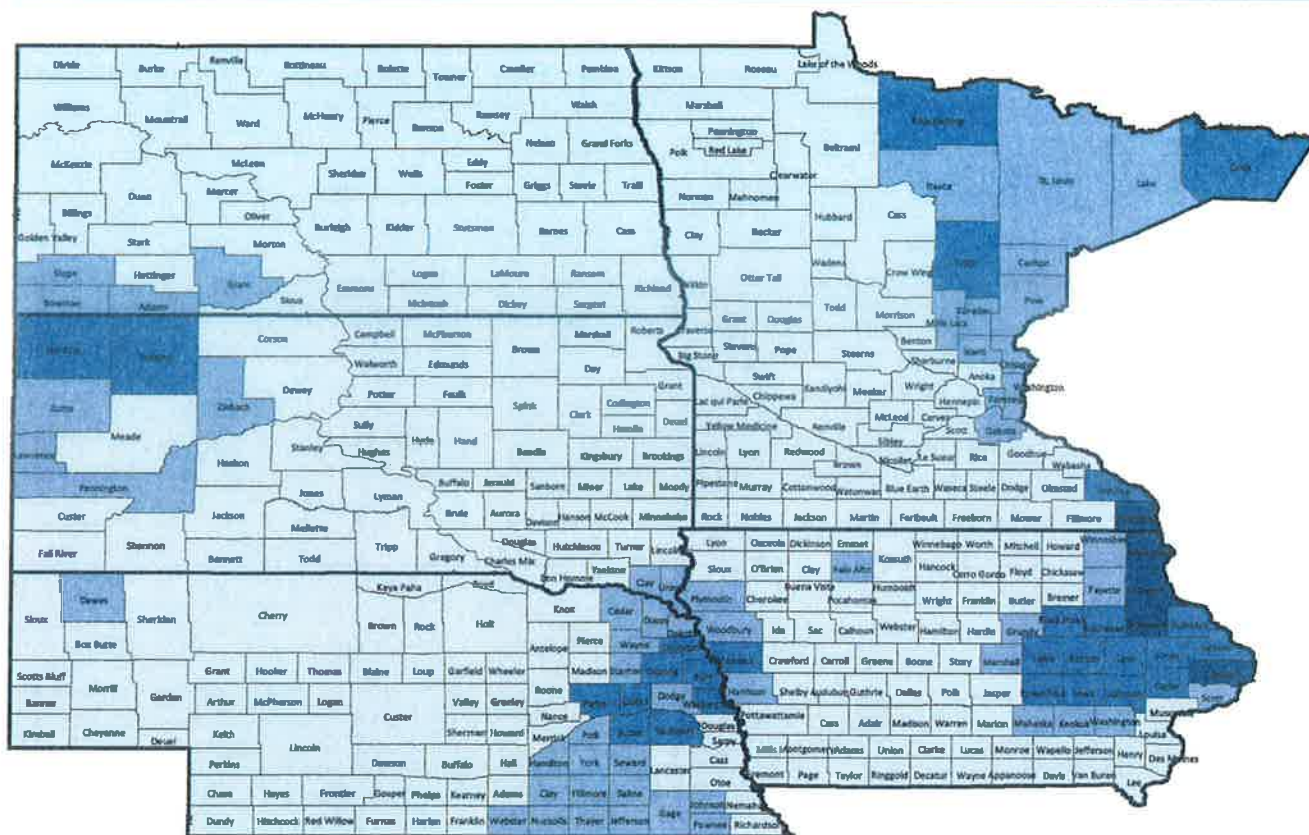 Divide
Burke
Renville
Bottineau
Rolette
Towner
Cavalier
Pembina
Kittson
Roseau
Lake of the Woods
Williams
Mountrail
Ward
McHenry
Pierce
Benson
Ramsey
Walsh
Marshall
Pennington
Red Lake
Polk
Beltrami
Nelson
Grand Forks
McKenzie
McLean
Sheridan
Wells
Eddy
Foster
Griggs
Steele
Traill
Norman
Mahnomen
Clearwater
Itasca
St. Louis
Lake
Cook
Dunn
Mercer
Oliver
Billings
Golden Valley
Stark
Morton
Burleigh
Kidder
Stutsman
Barnes
Cass
Clay
Becker
Hubbard
Cass
Wadena
Crow Wing
Carlton
Slope
Hettinger
Grant
Sioux
Bowman
Adams
Emmons
Logan
LaMoure
Ransom
McIntosh
Dickey
Sargent
Richland
Wilkin
Otter Tail
Todd
Morrison
Mille Lacs
Pine
Grant
Douglas
Benton
Corson
Campbell
McPherson
Brown
Marshall
Roberts
Traverse
Stevens
Pope
Stearns
Sherburne
Anoka
Washington
Big Stone
Walworth
Edmunds
Day
Swift
Dewey
Potter
Faulk
Spink
Grant
Chippewa
Kandiyohi
Meeker
Wright
Hennepin
Lac qui Parle
Clark
Codington
Hamlin
Deuel
McLeod
Carver
Scott
Dakota
Ziebach
Meade
Sully
Hyde
Hand
Yellow Medicine
Renville
Sibley
Lawrence
Haakon
Stanley
Hughes
Beadle
Kingsbury
Brookings
Lincoln
Lyon
Redwood
Brown
Nicollet
Le Sueur
Rice
Goodhue
Wabasha
Pennington
Jones
Lyman
Buffalo
Jerauld
Sanborn
Miner
Lake
Moody
Pipestone
Murray
Cottonwood
Watonwan
Blue Earth
Waseca
Steele
Dodge
Olmsted
Custer
Jackson
Mellette
Brule
Aurora
Davison
Hanson
McCook
Minnehaha
Rock
Nobles
Jackson
Martin
Faribault
Freeborn
Mower
Fillmore
Fall River
Shannon
Bennett
Todd
Tripp
Gregory
Charles Mix
Douglas
Hutchinson
Turner
Lincoln
Bon Homme
Yankton
Clay
Lyon
Osceola
Dickinson
Emmet
Kossuth
Winnebago
Worth
Mitchell
Howard
Sioux
O'Brien
Clay
Palo Alto
Hancock
Cerro Gordo
Floyd
Chickasaw
Fayette
Plymouth
Cherokee
Buena Vista
Pocahontas
Humboldt
Wright
Franklin
Butler
Bremer
Woodbury
Ida
Sac
Calhoun
Webster
Hamilton
Hardin
Grundy
Black Hawk
Crawford
Carroll
Greene
Boone
Story
Marshall
Harrison
Shelby
Audubon
Guthrie
Dallas
Polk
Jasper
Scott
Pottawattamie
Cass
Adair
Madison
Warren
Marion
Mahaska
Keokuk
Washington
Louisa
Mills
Montgomery
Adams
Union
Clarke
Lucas
Monroe
Wapello
Jefferson
Henry
Des Moines
Fremont
Page
Taylor
Ringgold
Decatur
Wayne
Appanoose
Davis
Van Buren
Lee
Sioux
Dawes
Box Butte
Sheridan
Cherry
Keya Paha
Boyd
Brown
Rock
Holt
Knox
Cedar
Antelope
Pierce
Wayne
Scotts Bluff
Banner
Kimball
Morrill
Cheyenne
Garden
Deuel
Grant
Hooker
Thomas
Blaine
Loup
Garfield
Wheeler
Boone
Madison
Arthur
McPherson
Logan
Custer
Valley
Greeley
Nance
Dodge
Keith
Lincoln
Sherman
Howard
Merrick
Polk
Douglas
Sarpy
Perkins
Dawson
Buffalo
Hall
Hamilton
York
Seward
Lancaster
Cass
Otoe
Chase
Hayes
Frontier
Gosper
Phelps
Kearney
Adams
Clay
Fillmore
Saline
Gage
Johnson
Nemaha
Dundy
Hitchcock
Red Willow
Furnas
Harlan
Franklin
Webster
Nuckolls
Thayer
Jefferson
Pawnee
Richardson